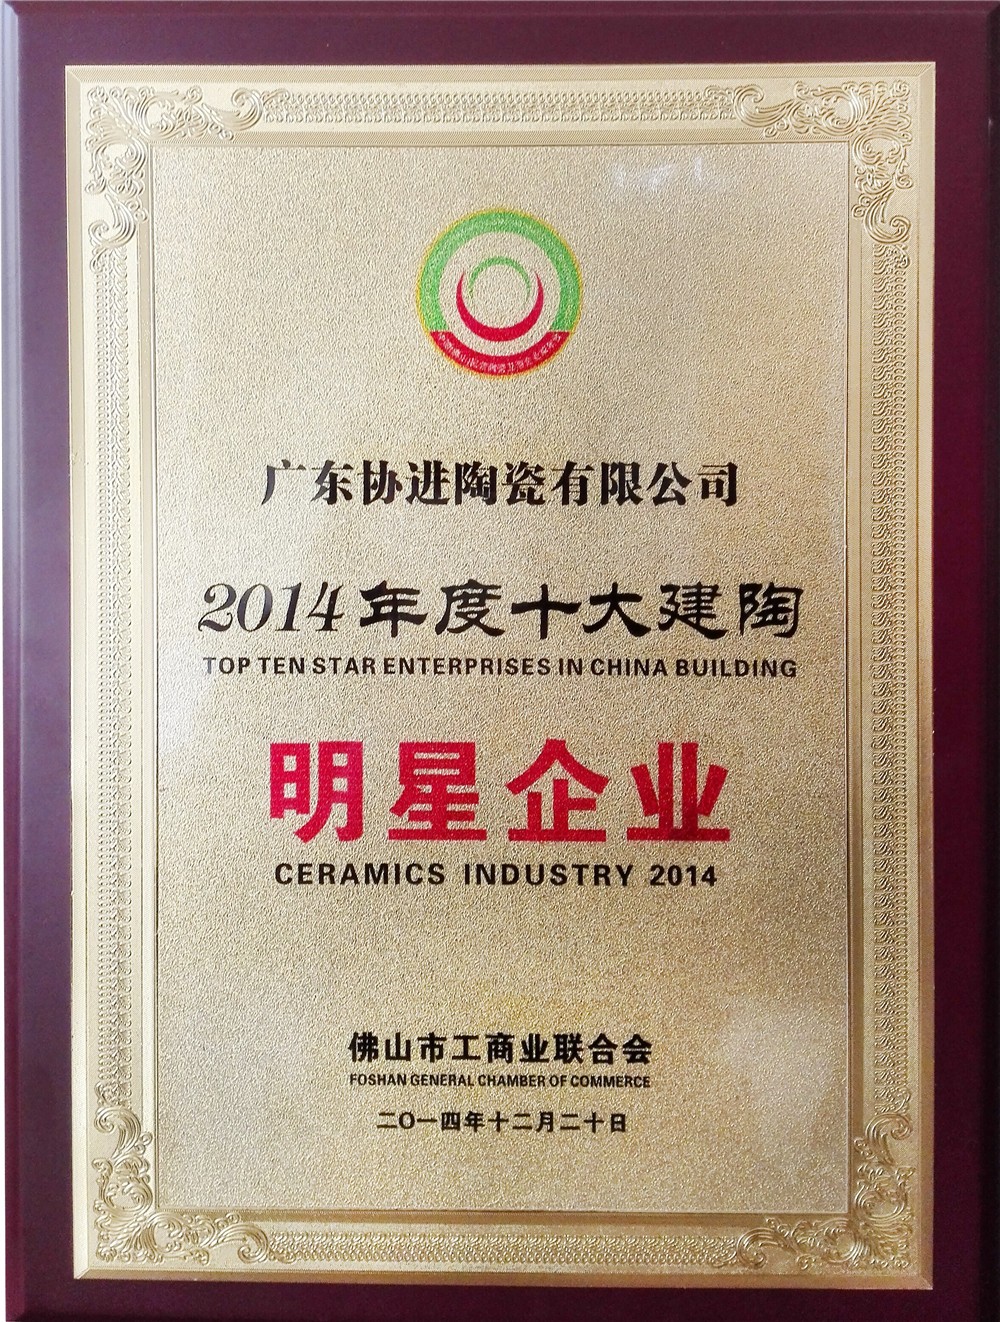 广东协进陶瓷有限公司
2014年度十大建陶
TOP TEN STAR ENTERPRISES IN CHINA BUILDING
明星企业
CERAMICS INDUSTRY 2014
佛山市工商业联合会
FOSHAN GENERAL CHAMBER OF COMMERCE
二〇一四年十二月二十日